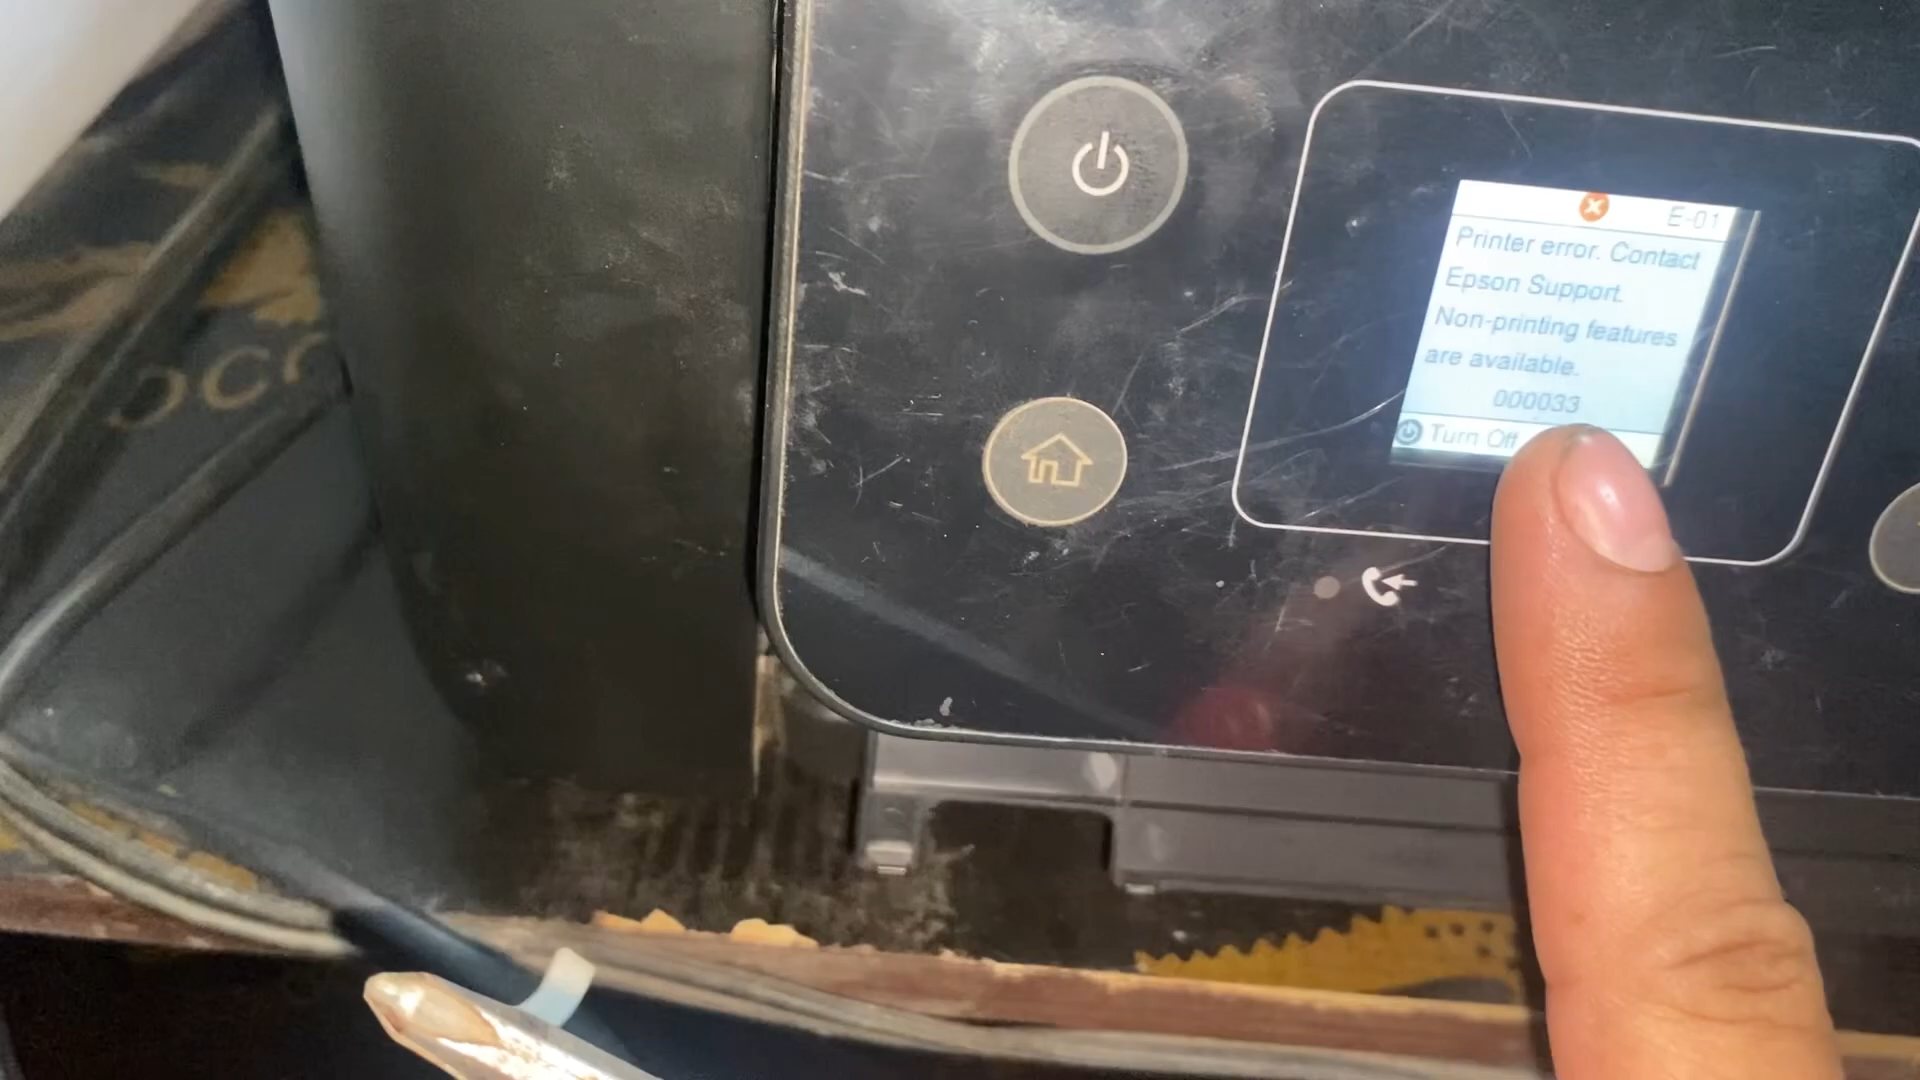 E-01
Printer error. Contact
Epson Support.
Non-printing features
are available.
000033
Turn Off